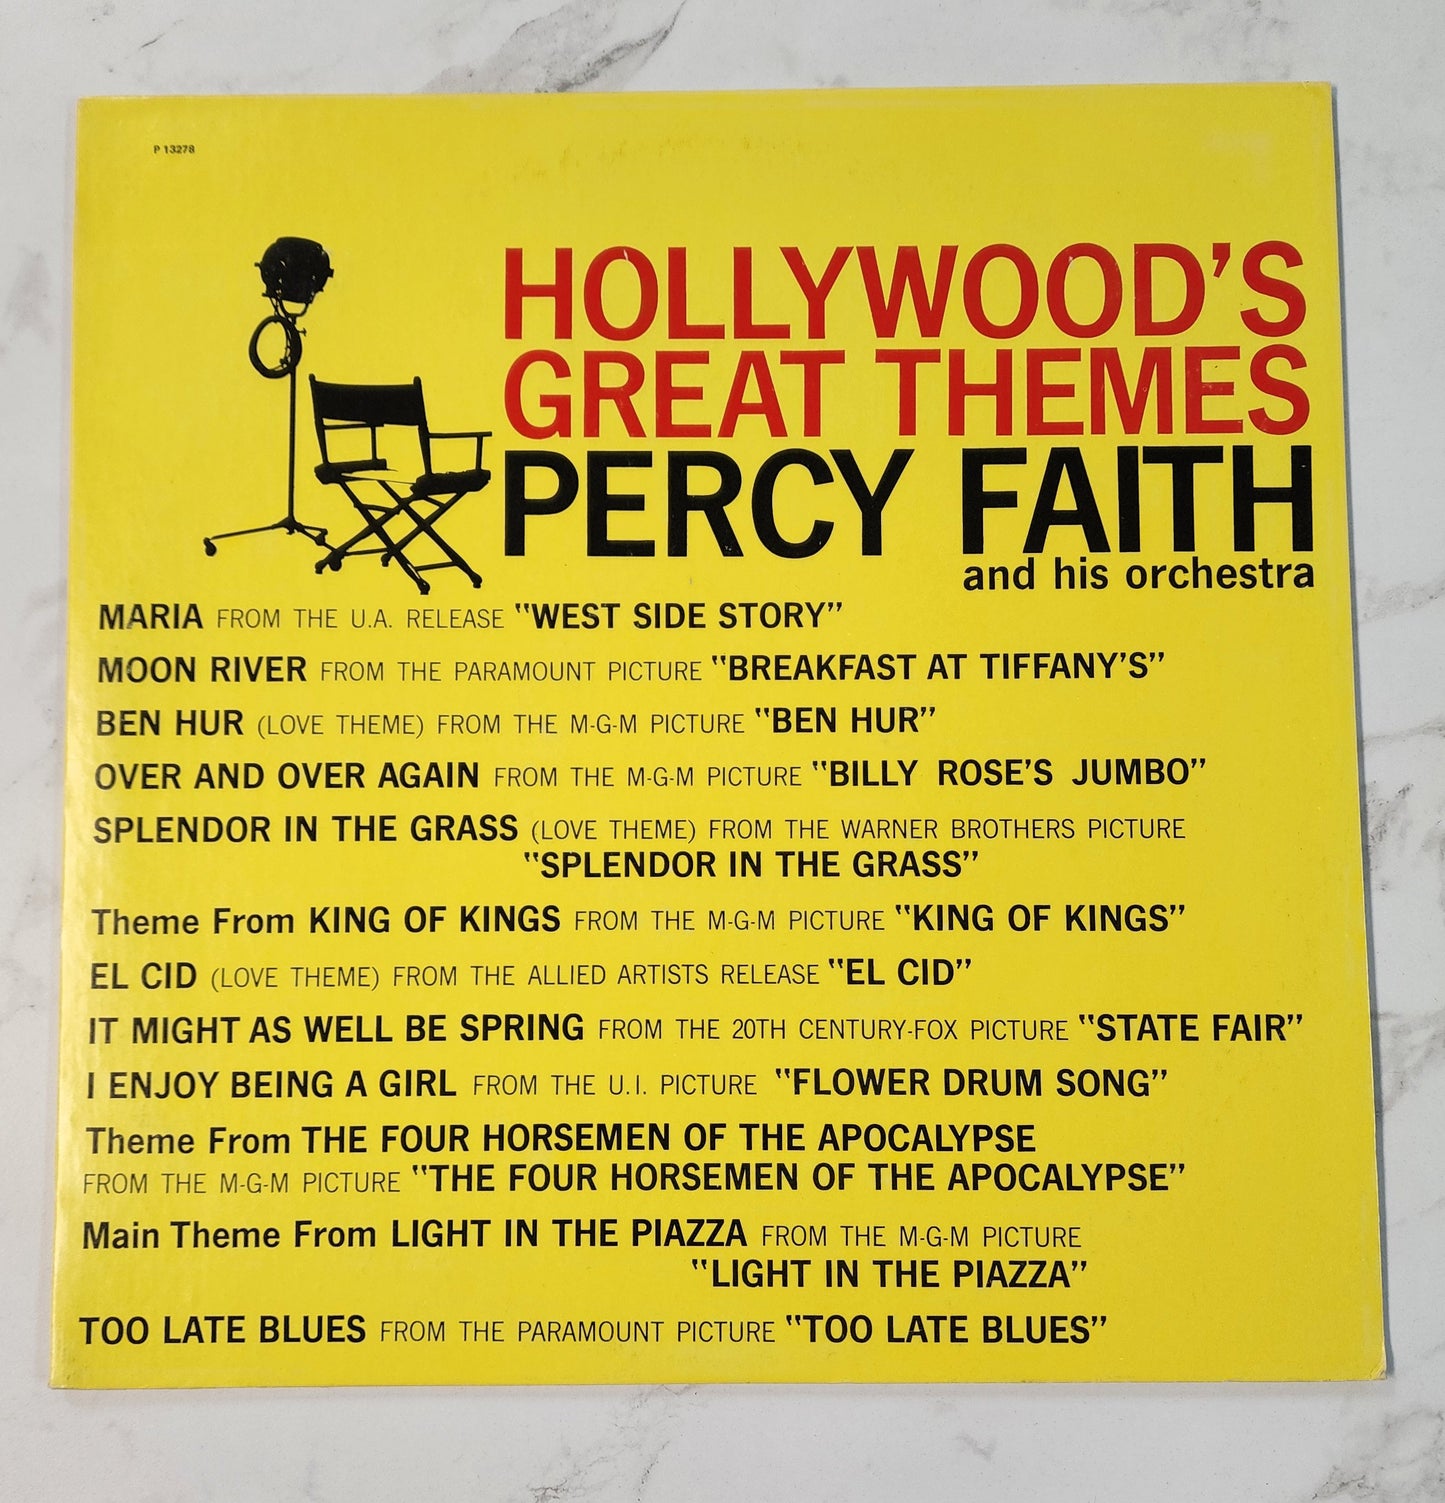 P 13278
HOLLYWOOD'S
GREAT THEMES
PERCY FAITH
and his orchestra
MARIA FROM THE U.A. RELEASE "WEST SIDE STORY"
MOON RIVER FROM THE PARAMOUNT PICTURE "BREAKFAST AT TIFFANY'S"
BEN HUR (LOVE THEME) FROM THE M-G-M PICTURE "BEN HUR"
OVER AND OVER AGAIN FROM THE M-G-M PICTURE "BILLY ROSE'S JUMBO"
SPLENDOR IN THE GRASS (LOVE THEME) FROM THE WARNER BROTHERS PICTURE
"SPLENDOR IN THE GRASS"
Theme From KING OF KINGS FROM THE M-G-M PICTURE "KING OF KINGS"
EL CID (LOVE THEME) FROM THE ALLIED ARTISTS RELEASE "EL CID"
IT MIGHT AS WELL BE SPRING FROM THE 20TH CENTURY-FOX PICTURE "STATE FAIR"
I ENJOY BEING A GIRL FROM THE U.I. PICTURE "FLOWER DRUM SONG"
Theme From THE FOUR HORSEMEN OF THE APOCALYPSE
FROM THE M-G-M PICTURE "THE FOUR HORSEMEN OF THE APOCALYPSE"
Main Theme From LIGHT IN THE PIAZZA FROM THE M-G-M PICTURE
"LIGHT IN THE PIAZZA"
TOO LATE BLUES FROM THE PARAMOUNT PICTURE "TOO LATE BLUES"